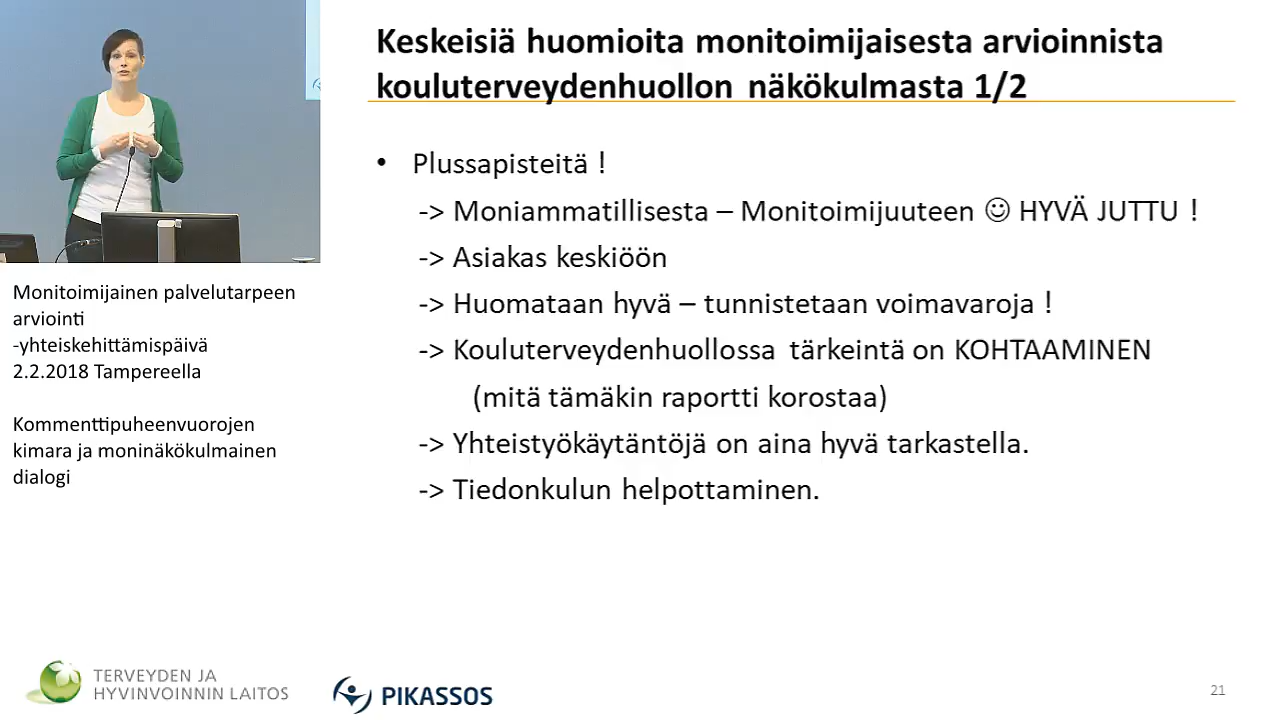 Keskeisiä huomioita monitoimijaisesta arvioinnista
kouluterveydenhuollon näkökulmasta 1/2
• Plussapisteitä !
-> Moniammatillisesta – Monitoimijuuteen ☺ HYVÄ JUTTU !
-> Asiakas keskiöön
-> Huomataan hyvä – tunnistetaan voimavaroja !
-> Kouluterveydenhuollossa tärkeintä on KOHTAAMINEN
(mitä tämäkin raportti korostaa)
-> Yhteistyökäytäntöjä on aina hyvä tarkastella.
-> Tiedonkulun helpottaminen.
Monitoimijainen palvelutarpeen
arviointi
-yhteiskehittämispäivä
2.2.2018 Tampereella
Kommenttipuheenvuorojen
kimara ja moninäkökulmainen
dialogi
TERVEYDEN JA
HYVINVOINNIN LAITOS
PIKASSOS
21